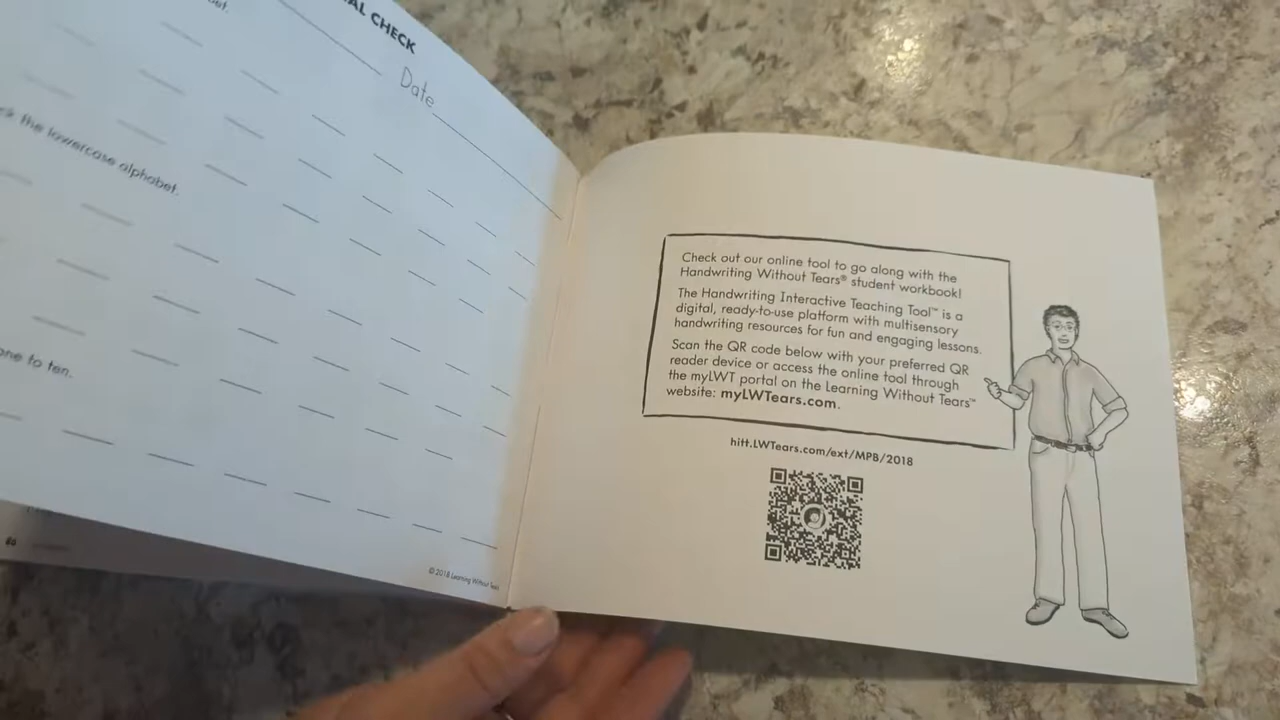 AL CHECK
Date
the lowercase alphabet.
one to ten.
© 2018 Learning Without Tears
Check out our online tool to go along with the
Handwriting Without Tears® student workbook!
The Handwriting Interactive Teaching Tool™ is a
digital, ready-to-use platform with multisensory
handwriting resources for fun and engaging lessons.
Scan the QR code below with your preferred QR
reader device or access the online tool through
the myLWT portal on the Learning Without Tears™
website: myLWTears.com.
hitt.LWTears.com/ext/MPB/2018